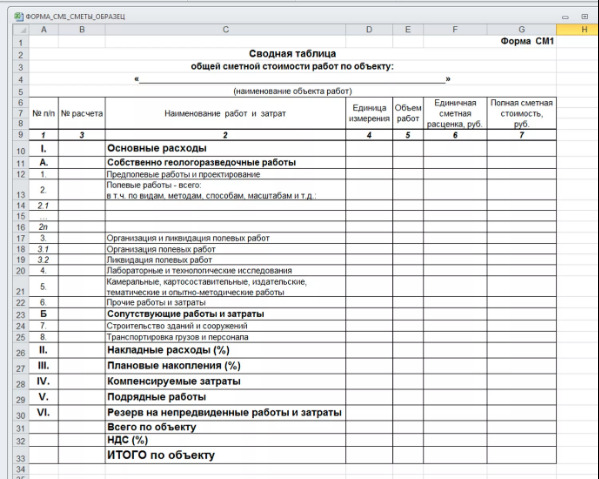 ФОРМА_СМ1_СМЕТЫ_ОБРАЗЕЦ
A B C D E F G H
1 Форма СМ1
2 Сводная таблица
3 общей сметной стоимости работ по объекту:
4 « »
5 (наименование объекта работ)
6
7
8
№ п/п № расчета Наименование работ и затрат Единица измерения Объем работ Единичная сметная расценка, руб. Полная сметная стоимость, руб.
9 1 3 2 4 5 6 7
10 I. Основные расходы
11 А. Собственно геологоразведочные работы
12 1. Предполевые работы и проектирование
13 2. Полевые работы - всего:
в т.ч. по видам, методам, способам, масштабам и т.д.:
14 2.1
15 ...
16 2п
17 3. Организация и ликвидация полевых работ
18 3.1 Организация полевых работ
19 3.2 Ликвидация полевых работ
20 4. Лабораторные и технологические исследования
21 5. Камеральные, картосоставительные, издательские,
тематические и опытно-методические работы
22 6. Прочие работы и затраты
23 Б Сопутствующие работы и затраты
24 7. Строительство зданий и сооружений
25 8. Транспортировка грузов и персонала
26 II. Накладные расходы (%)
27 III. Плановые накопления (%)
28 IV. Компенсируемые затраты
29 V. Подрядные работы
30 VI. Резерв на непредвиденные работы и затраты
31 Всего по объекту
32 НДС (%)
33 ИТОГО по объекту
34